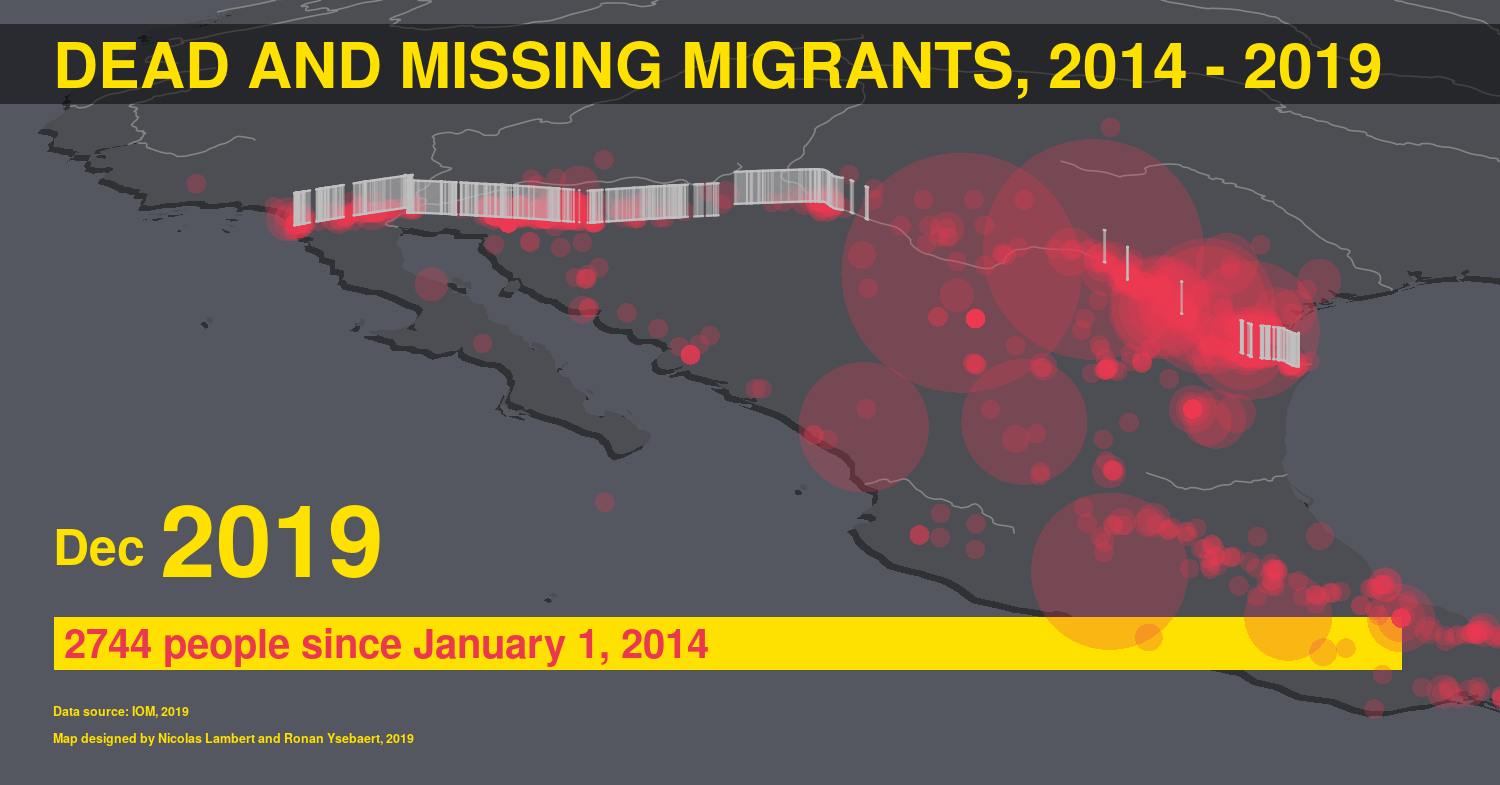 DEAD AND MISSING MIGRANTS, 2014 - 2019
Dec 2019
2744 people since January 1, 2014
Data source: IOM, 2019
Map designed by Nicolas Lambert and Ronan Ysebaert, 2019